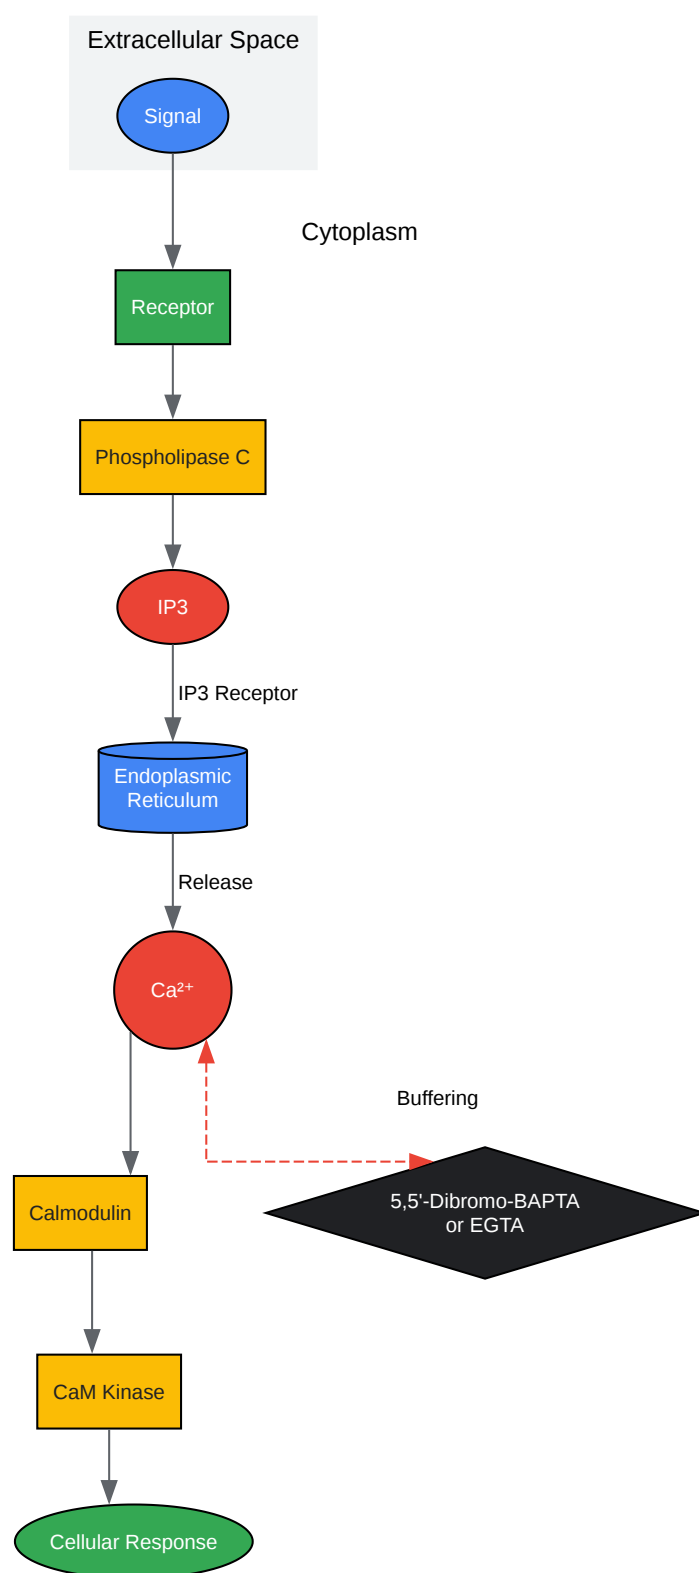 Extracellular Space
Signal
Cytoplasm
Receptor
Phospholipase C
IP3
IP3 Receptor
Endoplasmic
Reticulum
Release
Ca²⁺
Buffering
5,5'-Dibromo-BAPTA
or EGTA
Calmodulin
CaM Kinase
Cellular Response